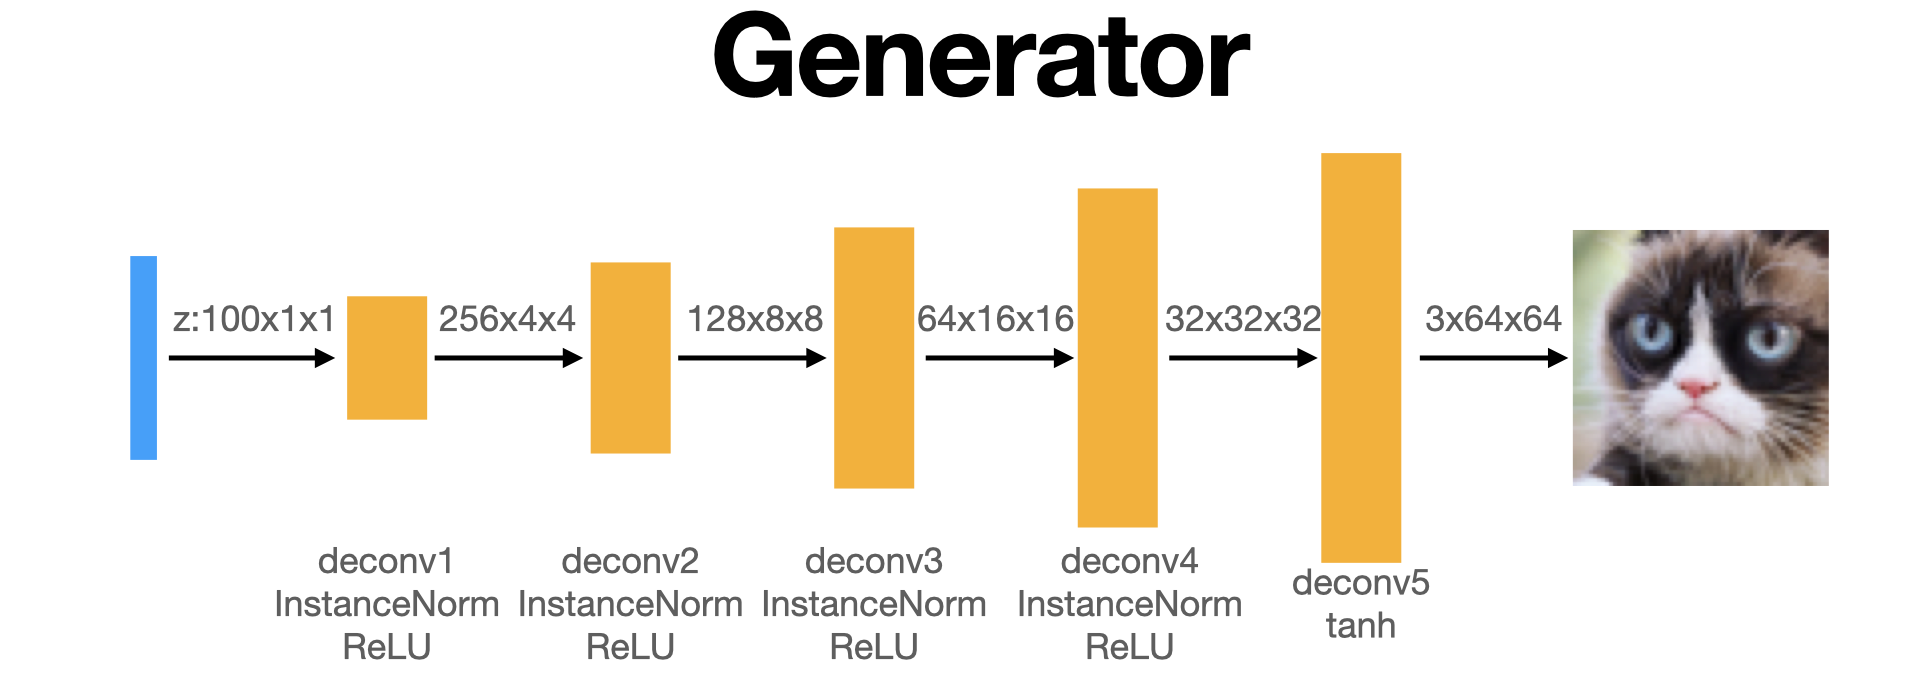 Generator
z:100x1x1
256x4x4
128x8x8
64x16x16
32x32x32
3x64x64
deconv1
InstanceNorm
ReLU
deconv2
InstanceNorm
ReLU
deconv3
InstanceNorm
ReLU
deconv4
InstanceNorm
ReLU
deconv5
tanh